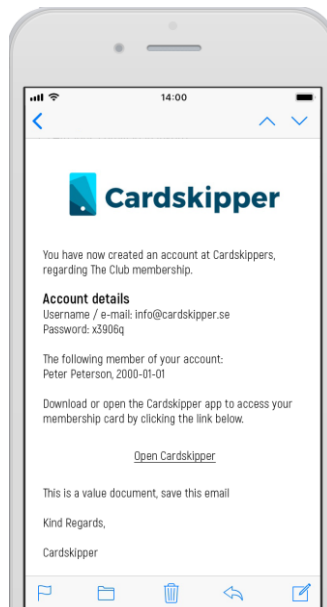 14:00
Cardskipper
You have now created an account at Cardskippers,
regarding The Club membership.
Account details
Username / e-mail: info@cardskipper.se
Password: x3906q
The following member of your account:
Peter Peterson, 2000-01-01
Download or open the Cardskipper app to access your
membership card by clicking the link below.
Open Cardskipper
This is a value document, save this email
Kind Regards,
Cardskipper